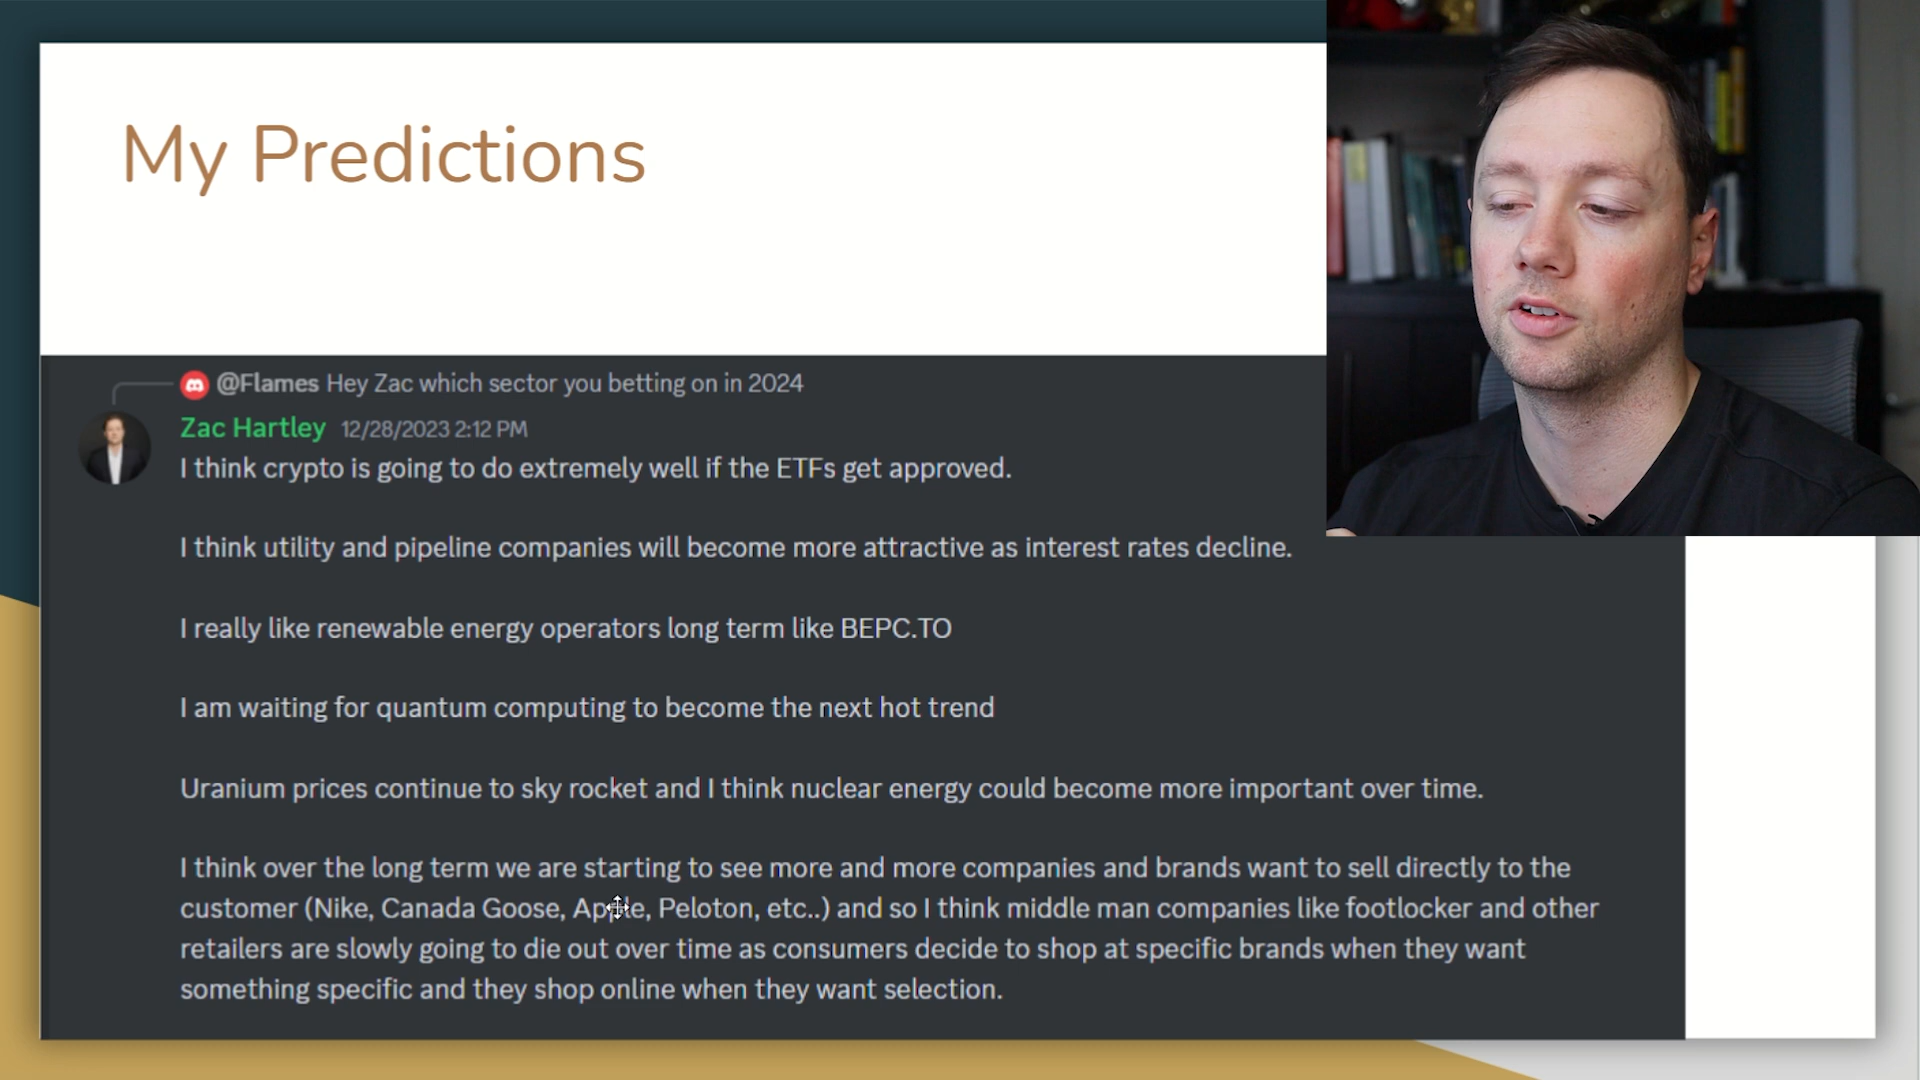 My Predictions
@Flames Hey Zac which sector you betting on in 2024
Zac Hartley 12/28/2023 2:12 PM
I think crypto is going to do extremely well if the ETFs get approved.
I think utility and pipeline companies will become more attractive as interest rates decline.
I really like renewable energy operators long term like BEPC.TO
I am waiting for quantum computing to become the next hot trend
Uranium prices continue to sky rocket and I think nuclear energy could become more important over time.
I think over the long term we are starting to see more and more companies and brands want to sell directly to the
customer (Nike, Canada Goose, Apple, Peloton, etc..) and so I think middle man companies like footlocker and other
retailers are slowly going to die out over time as consumers decide to shop at specific brands when they want
something specific and they shop online when they want selection.